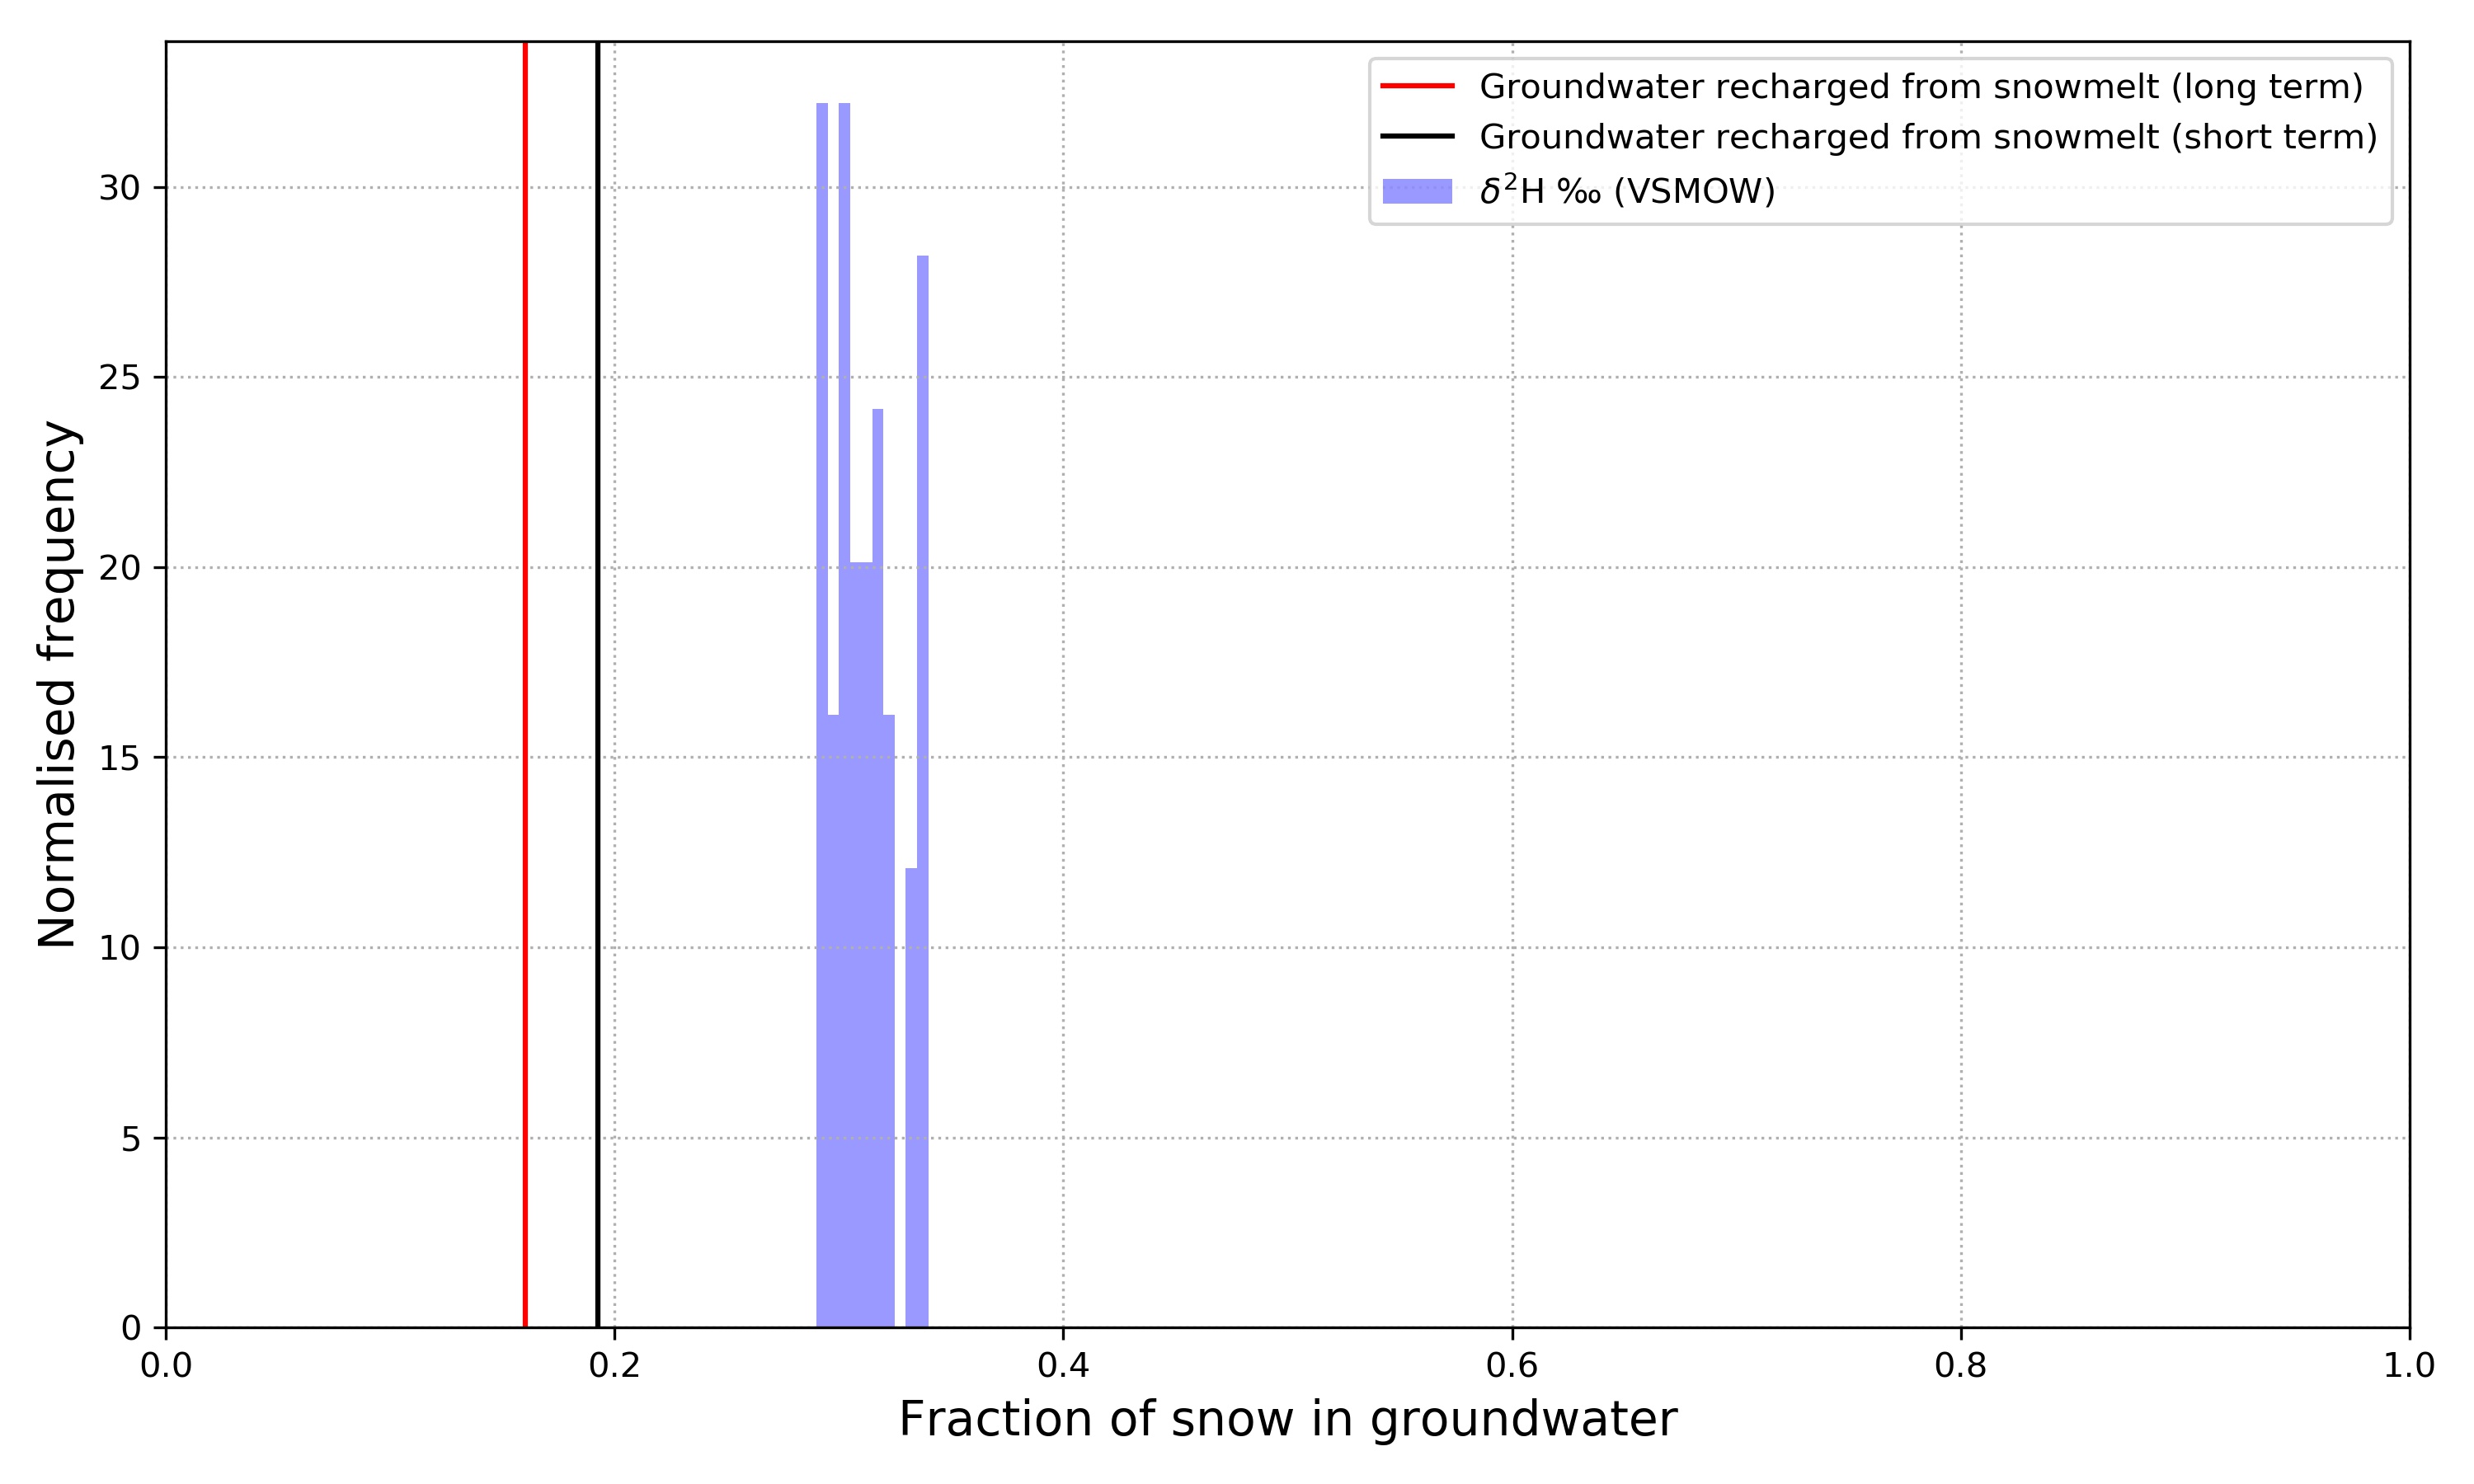 Groundwater recharged from snowmelt (long term)
Groundwater recharged from snowmelt (short term)
δ²H ‰ (VSMOW)
Normalised frequency
30
25
20
15
10
5
0
0.0 0.2 0.4 0.6 0.8 1.0
Fraction of snow in groundwater